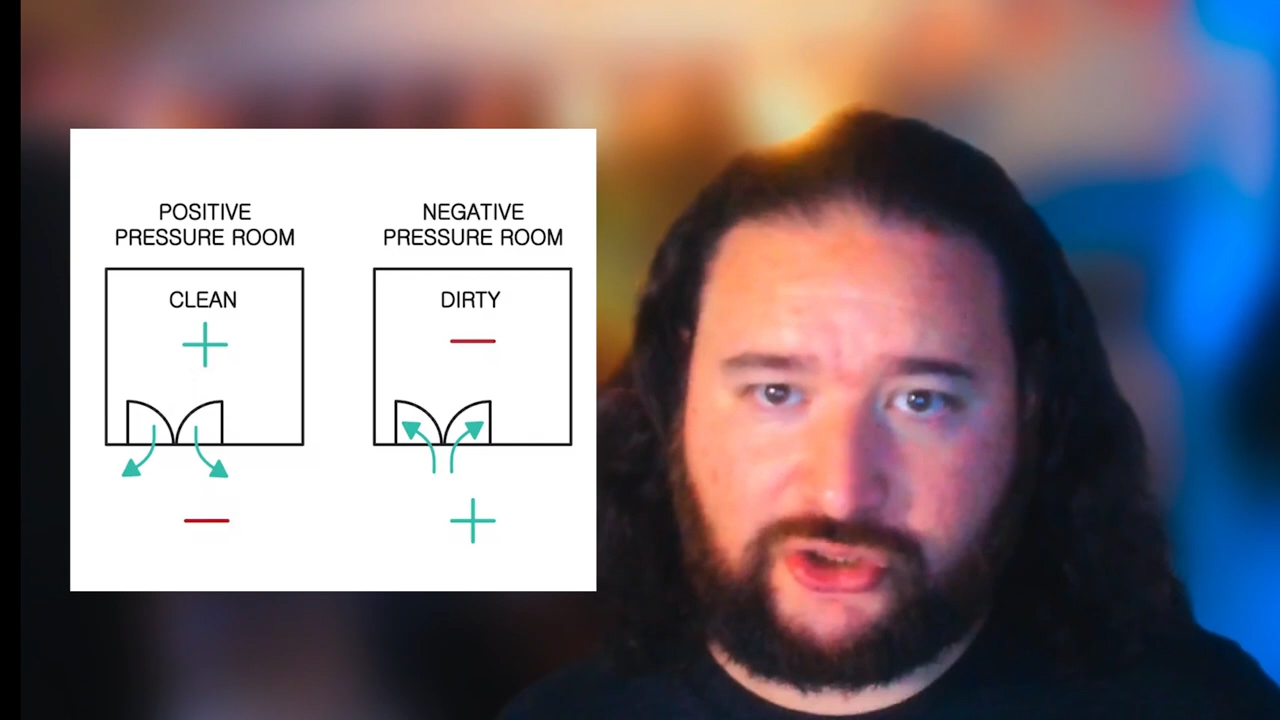 POSITIVE
PRESSURE ROOM
CLEAN
+
−
NEGATIVE
PRESSURE ROOM
DIRTY
−
+